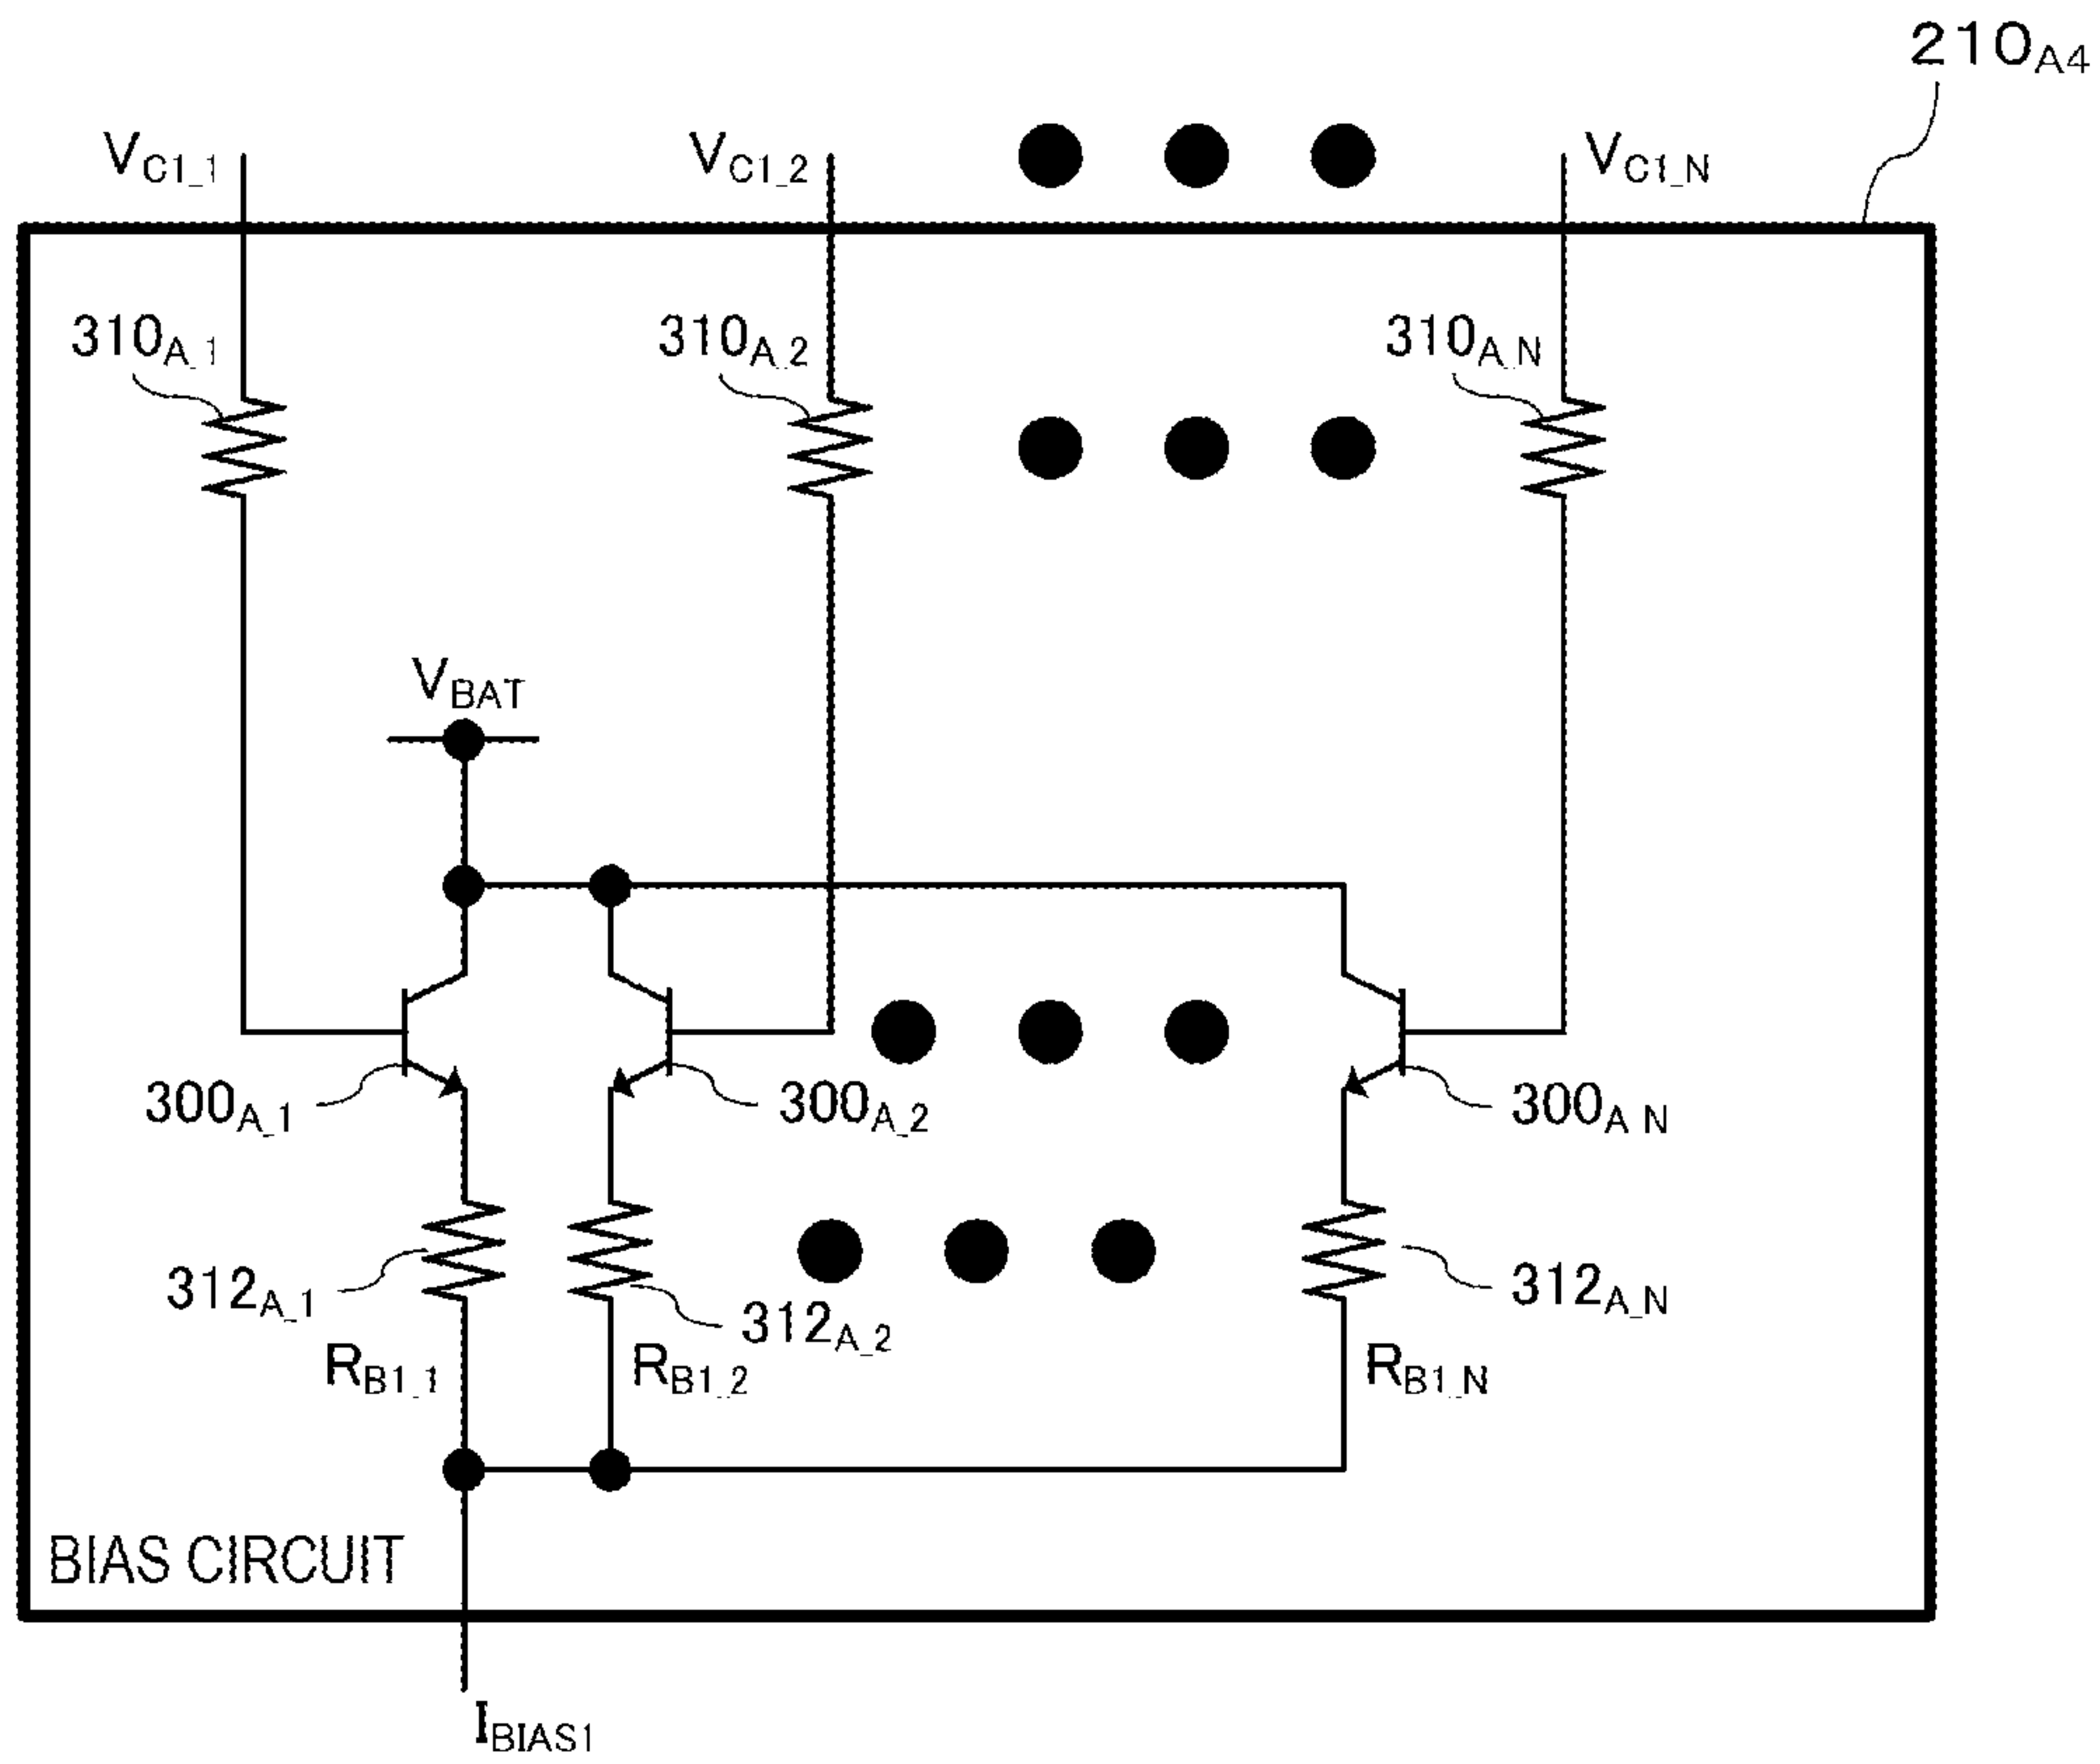 210A4
VC1_1
VC1_2
VC1_N
310A_1
310A_2
310A_N
VBAT
300A_1
300A_2
300A_N
312A_1
312A_2
312A_N
RB1_1
RB1_2
RB1_N
BIAS CIRCUIT
IBIAS1